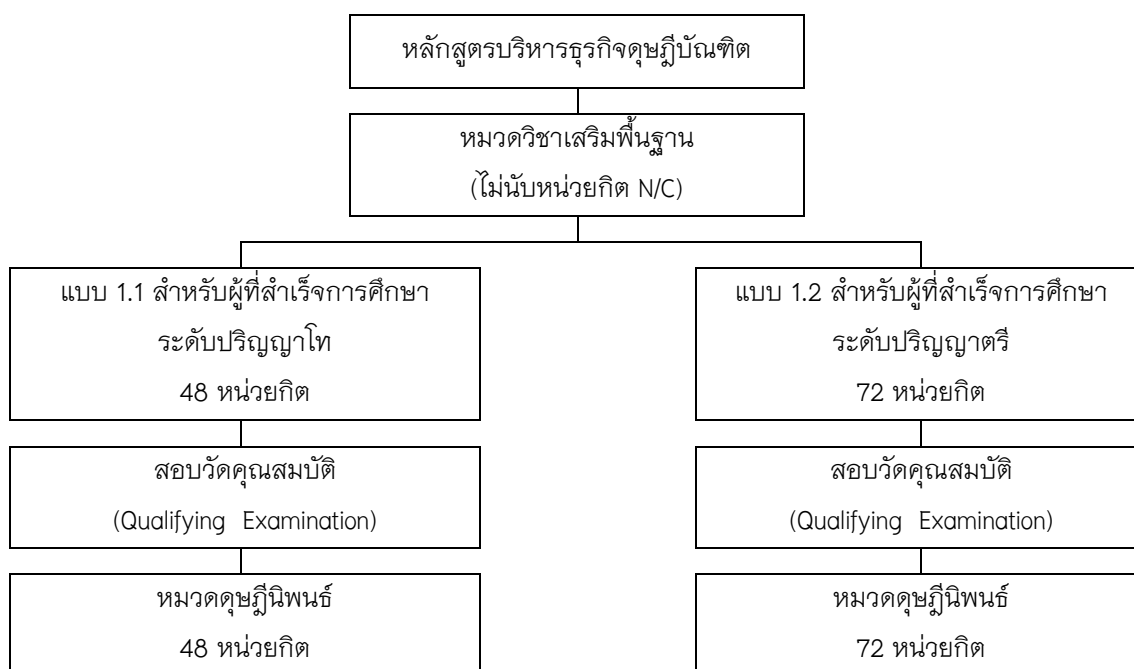 หลักสูตรบริหารธุรกิจดุษฎีบัณฑิต
หมวดวิชาเสริมพื้นฐาน
(ไม่นับหน่วยกิต N/C)
แบบ 1.1 สำหรับผู้ที่สำเร็จการศึกษา
ระดับปริญญาโท
48 หน่วยกิต
สอบวัดคุณสมบัติ
(Qualifying Examination)
หมวดดุษฎีนิพนธ์
48 หน่วยกิต
แบบ 1.2 สำหรับผู้ที่สำเร็จการศึกษา
ระดับปริญญาตรี
72 หน่วยกิต
สอบวัดคุณสมบัติ
(Qualifying Examination)
หมวดดุษฎีนิพนธ์
72 หน่วยกิต